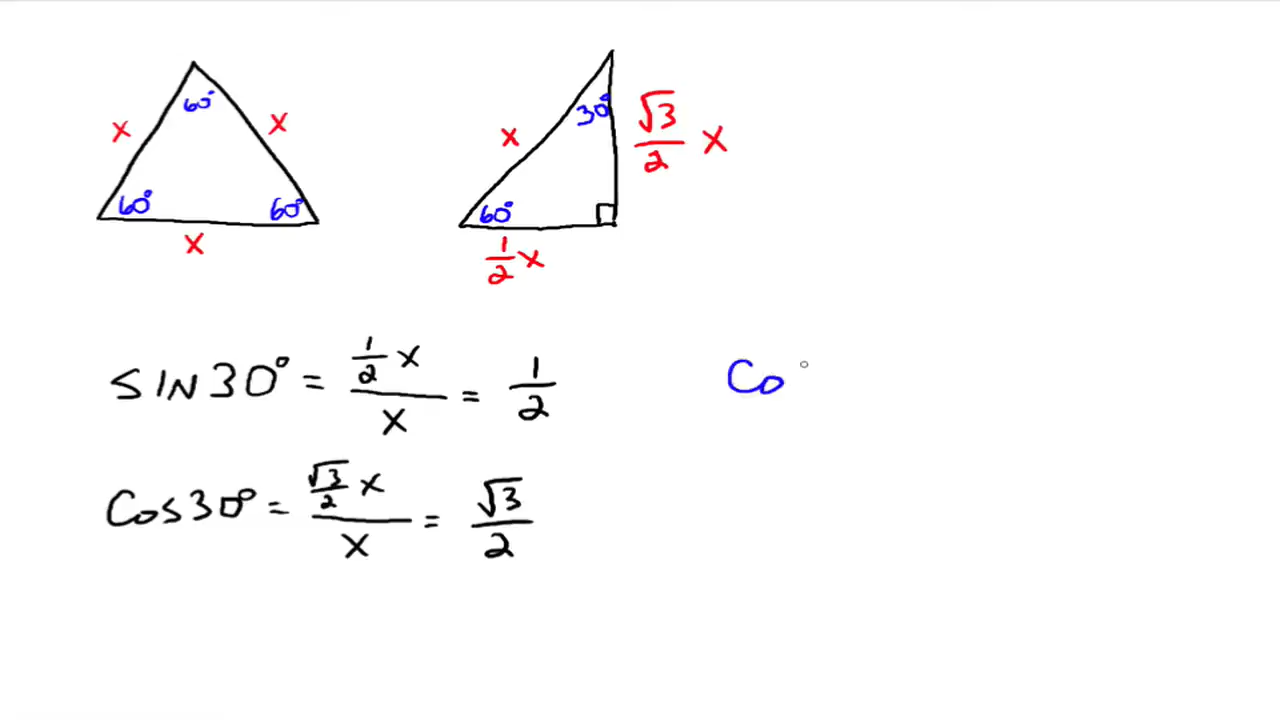 60°
x
x
60°
60°
x
30°
x
√3/2 x
60°
1/2 x
SIN 30° = (1/2 x)/x = 1/2
Co
Cos 30° = (√3/2 x)/x = √3/2